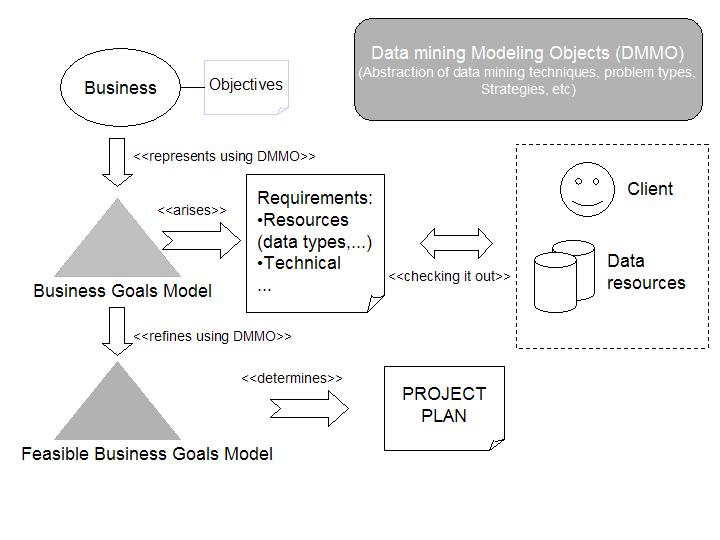 Data mining Modeling Objects (DMMO)
(Abstraction of data mining techniques, problem types,
Strategies, etc)
Business
Objectives
<<represents using DMMO>>
<<arises>>
Requirements:
•Resources
(data types,...)
•Technical
...
<<checking it out>>
Client
Data
resources
Business Goals Model
<<refines using DMMO>>
<<determines>>
PROJECT
PLAN
Feasible Business Goals Model